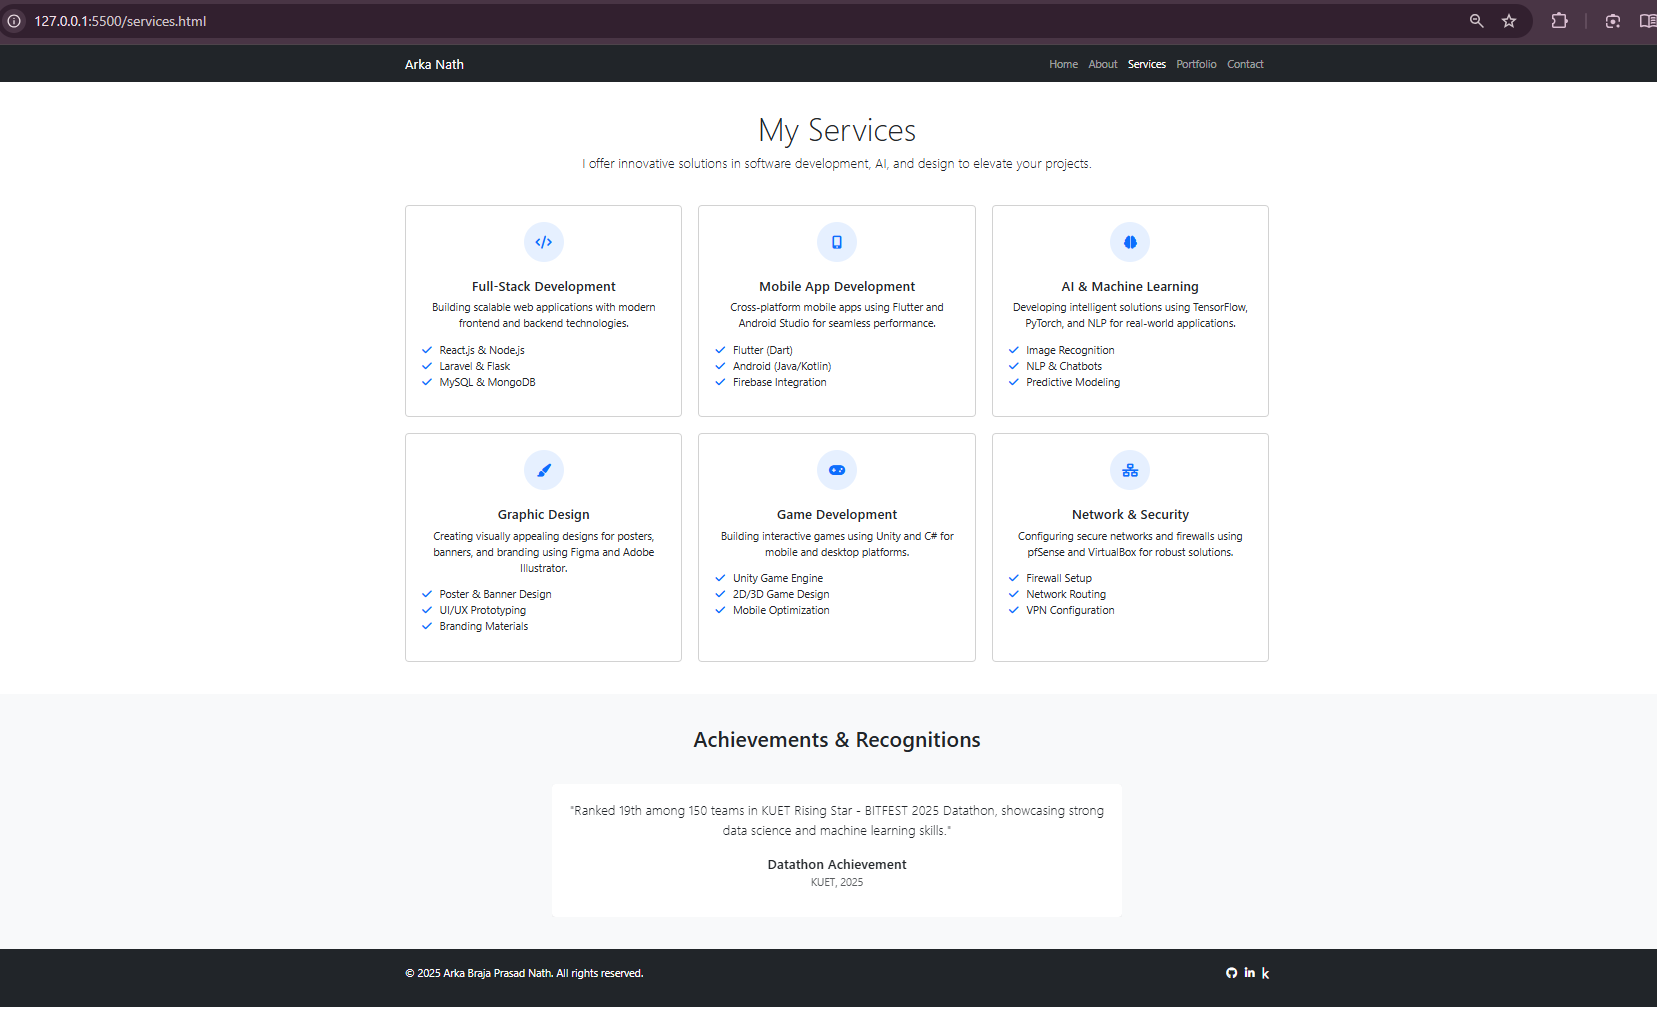 127.0.0.1:5500/services.html
Arka Nath
Home About Services Portfolio Contact
My Services
I offer innovative solutions in software development, AI, and design to elevate your projects.
Full-Stack Development
Building scalable web applications with modern
frontend and backend technologies.
React.js & Node.js
Laravel & Flask
MySQL & MongoDB
Mobile App Development
Cross-platform mobile apps using Flutter and
Android Studio for seamless performance.
Flutter (Dart)
Android (Java/Kotlin)
Firebase Integration
AI & Machine Learning
Developing intelligent solutions using TensorFlow,
PyTorch, and NLP for real-world applications.
Image Recognition
NLP & Chatbots
Predictive Modeling
Graphic Design
Creating visually appealing designs for posters,
banners, and branding using Figma and Adobe
Illustrator.
Poster & Banner Design
UI/UX Prototyping
Branding Materials
Game Development
Building interactive games using Unity and C# for
mobile and desktop platforms.
Unity Game Engine
2D/3D Game Design
Mobile Optimization
Network & Security
Configuring secure networks and firewalls using
pfSense and VirtualBox for robust solutions.
Firewall Setup
Network Routing
VPN Configuration
Achievements & Recognitions
"Ranked 19th among 150 teams in KUET Rising Star - BITFEST 2025 Datathon, showcasing strong
data science and machine learning skills."
Datathon Achievement
KUET, 2025
© 2025 Arka Braja Prasad Nath. All rights reserved.
in k